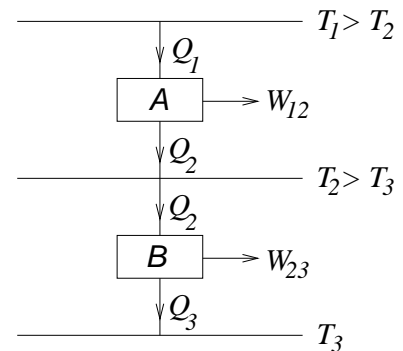 T₁ > T₂
Q₁
A
W₁₂
Q₂
T₂ > T₃
Q₂
B
W₂₃
Q₃
T₃